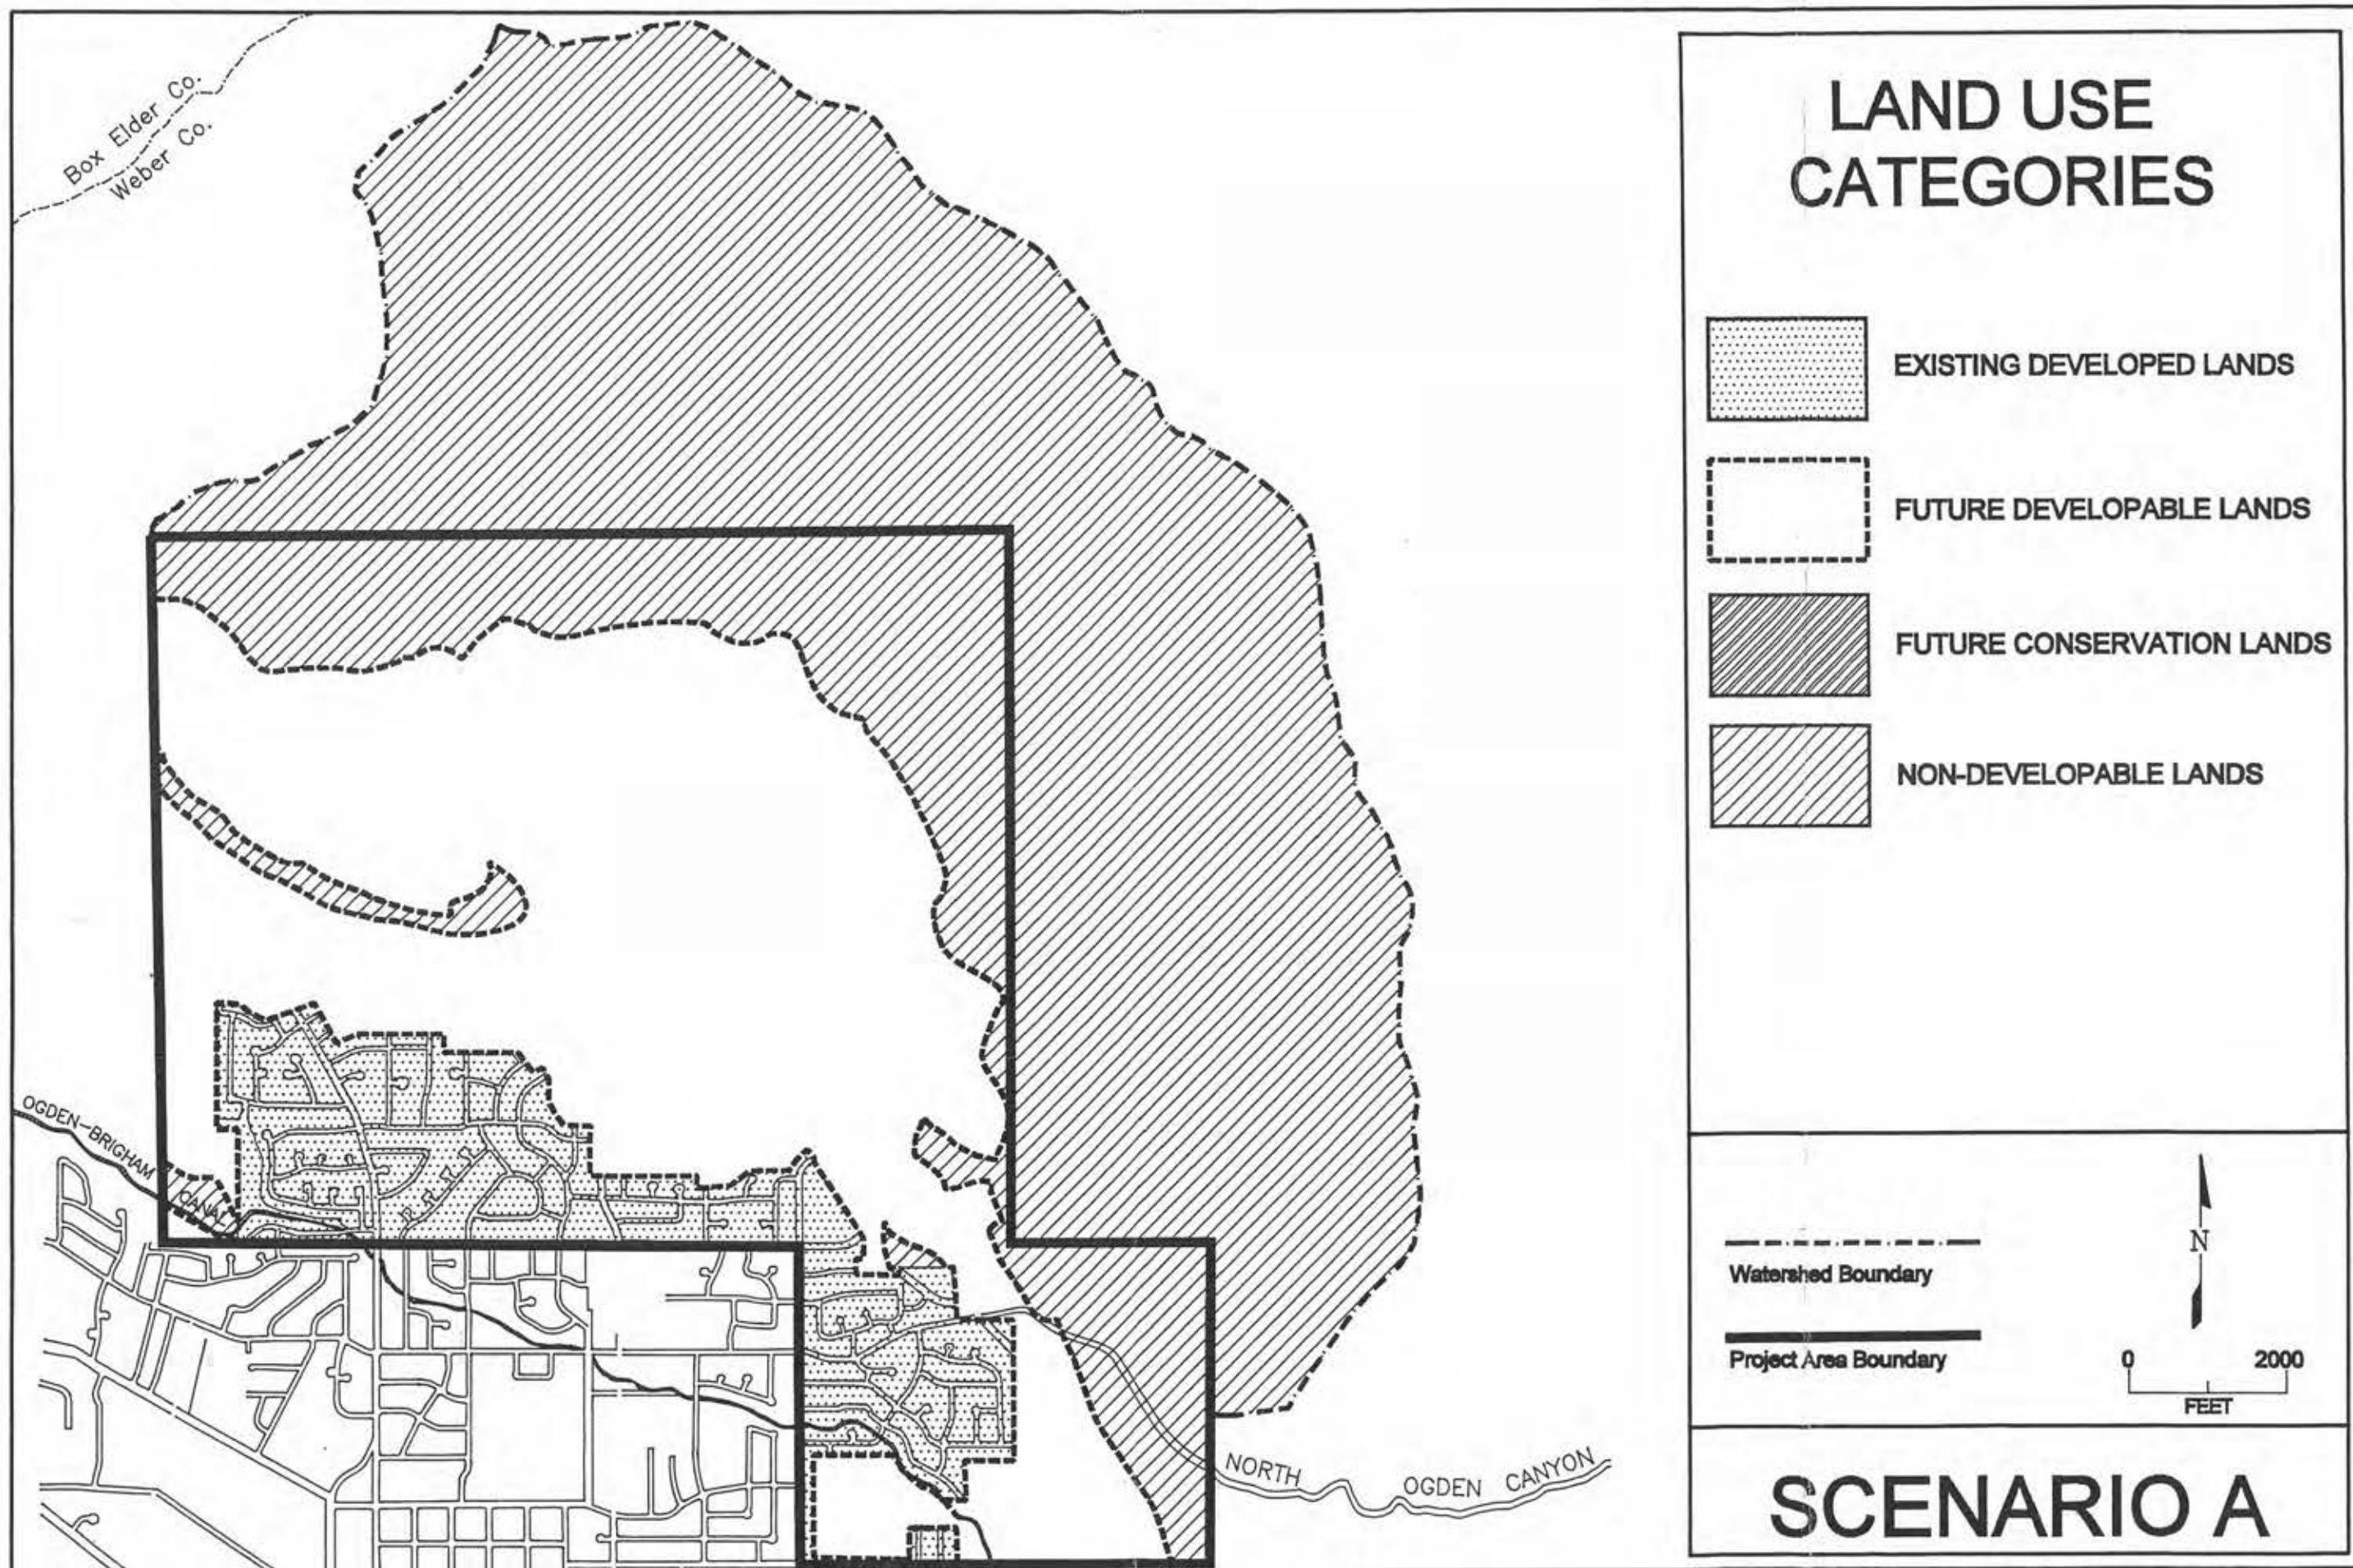 Box Elder Co.
Weber Co.
OGDEN-BRIGHAM
CANAL
NORTH OGDEN CANYON
LAND USE
CATEGORIES
EXISTING DEVELOPED LANDS
FUTURE DEVELOPABLE LANDS
FUTURE CONSERVATION LANDS
NON-DEVELOPABLE LANDS
Watershed Boundary
Project Area Boundary
N
0 2000
FEET
SCENARIO A